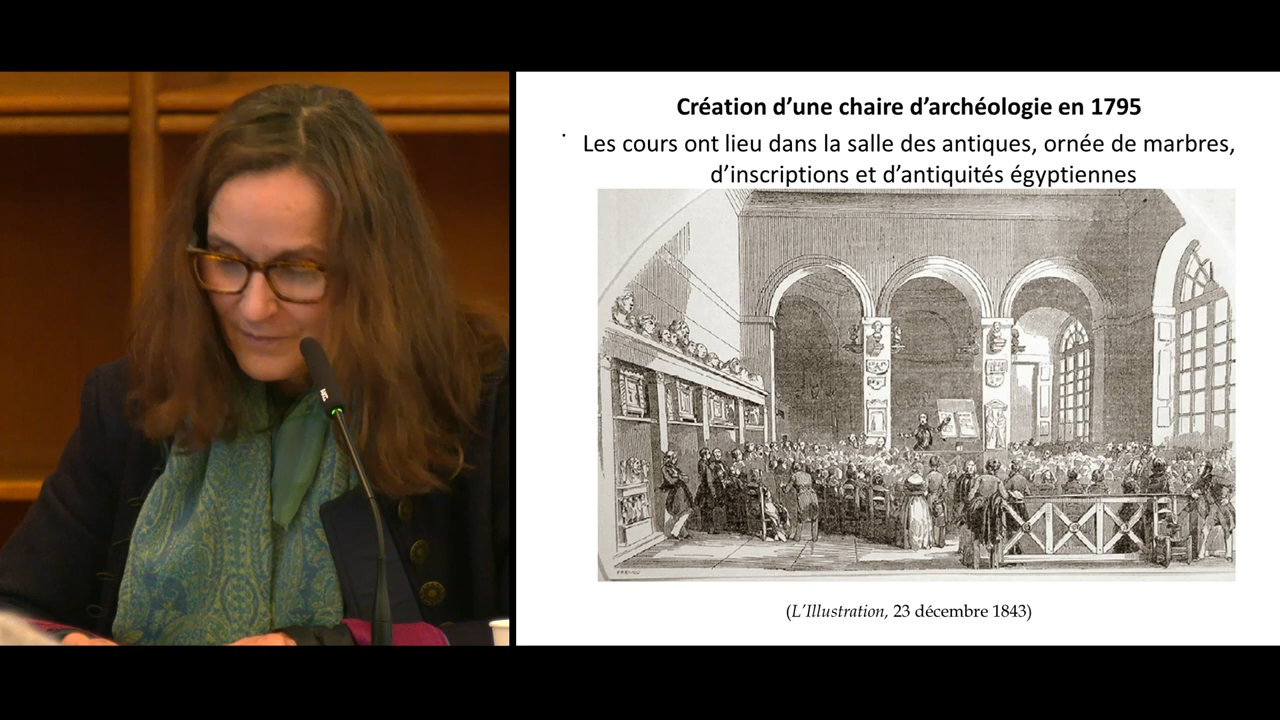 Création d’une chaire d’archéologie en 1795
Les cours ont lieu dans la salle des antiques, ornée de marbres,
d’inscriptions et d’antiquités égyptiennes
(L’Illustration, 23 décembre 1843)